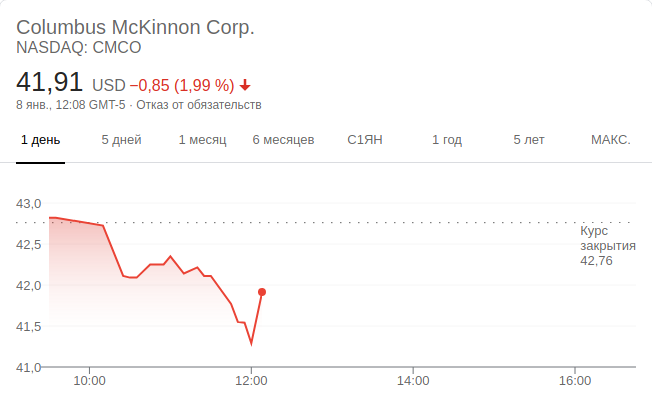 Columbus McKinnon Corp.
NASDAQ: CMCO
41,91 USD −0,85 (1,99 %)
8 янв., 12:08 GMT-5 · Отказ от обязательств
1 день 5 дней 1 месяц 6 месяцев С1ЯН 1 год 5 лет МАКС.
43,0
Курс
закрытия
42,76
42,5
42,0
41,5
41,0
10:00 12:00 14:00 16:00